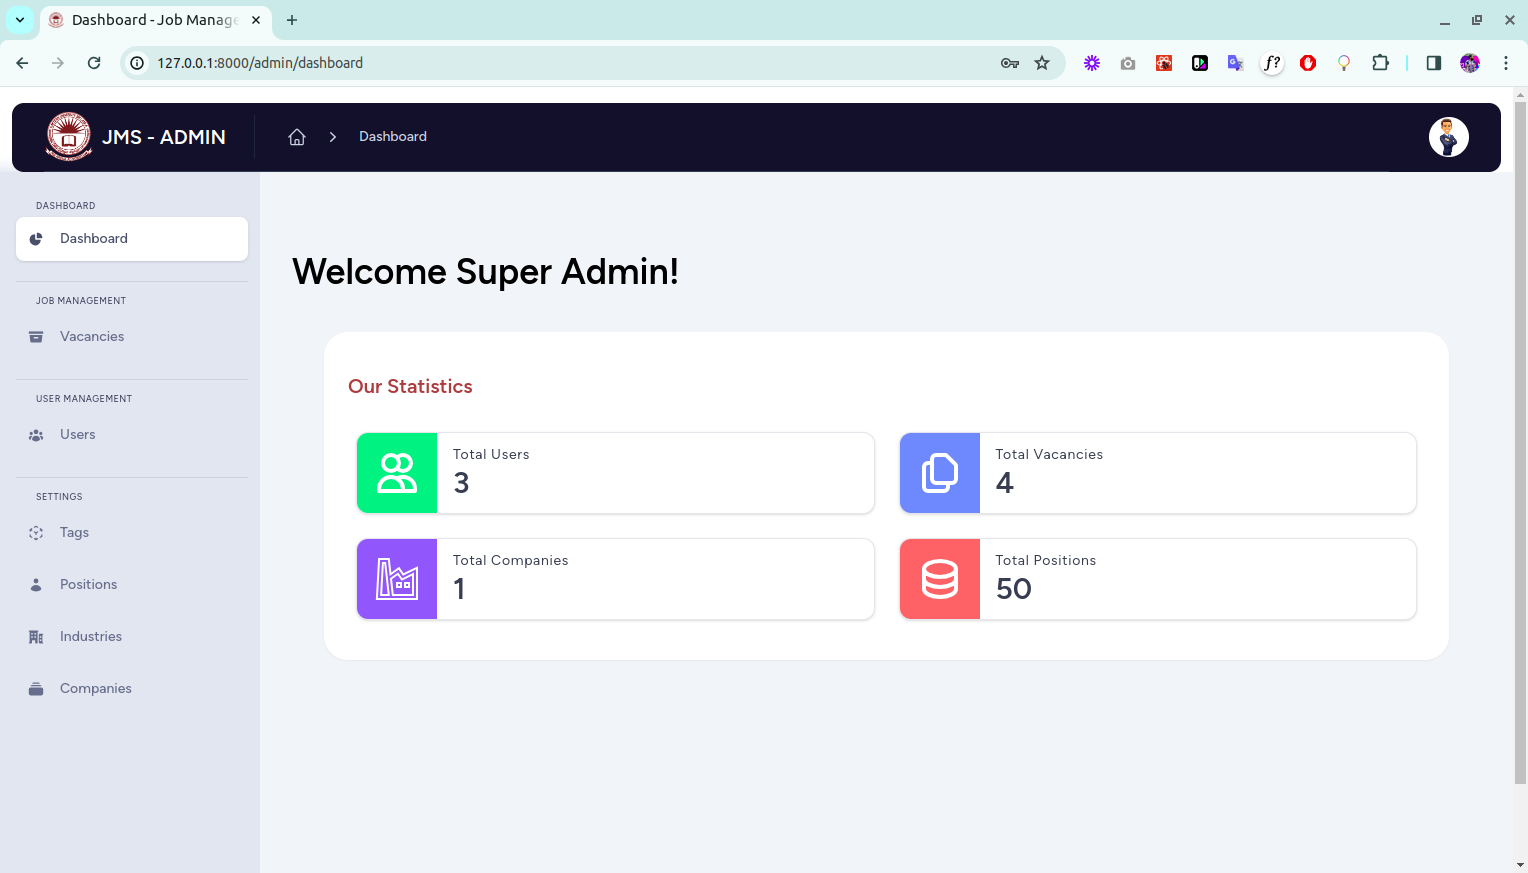 Dashboard - Job Manage
127.0.0.1:8000/admin/dashboard
f?
JMS - ADMIN
Dashboard
DASHBOARD
Dashboard
JOB MANAGEMENT
Vacancies
USER MANAGEMENT
Users
SETTINGS
Tags
Positions
Industries
Companies
Welcome Super Admin!
Our Statistics
Total Users
3
Total Vacancies
4
Total Companies
1
Total Positions
50